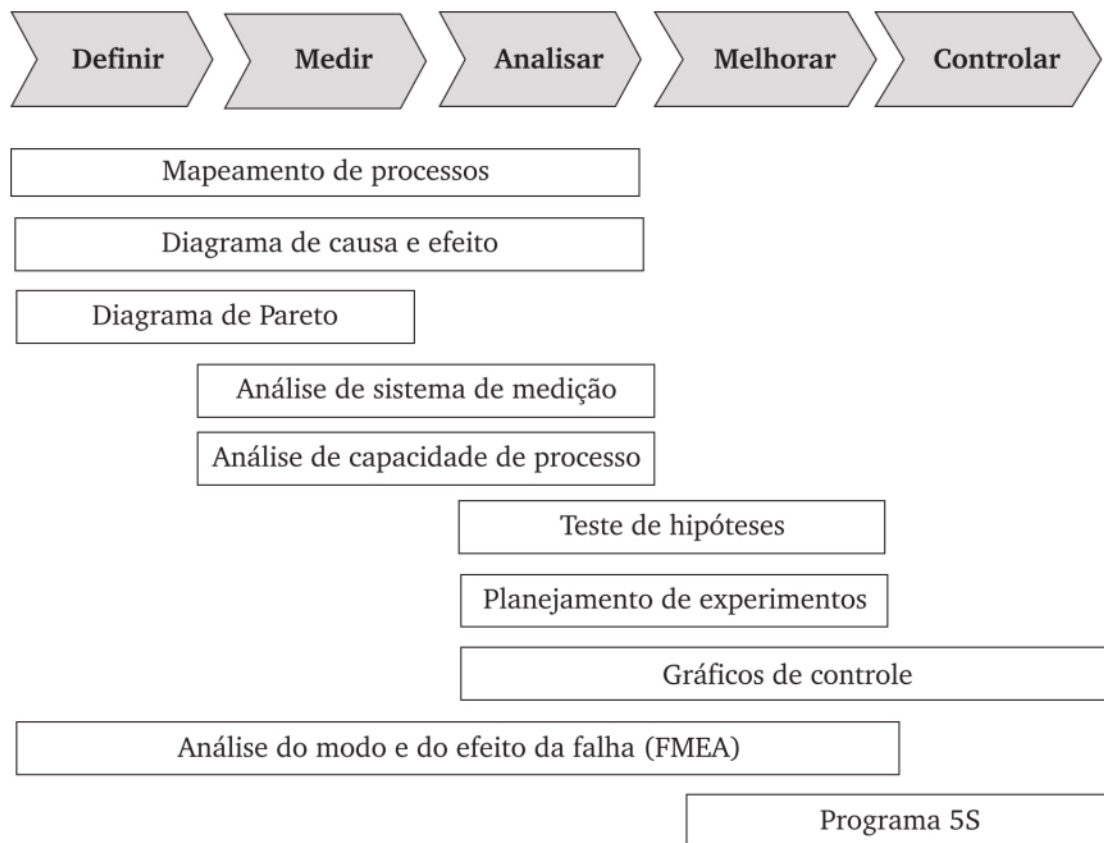 Definir Medir Analisar Melhorar Controlar
Mapeamento de processos
Diagrama de causa e efeito
Diagrama de Pareto
Análise de sistema de medição
Análise de capacidade de processo
Teste de hipóteses
Planejamento de experimentos
Gráficos de controle
Análise do modo e do efeito da falha (FMEA)
Programa 5S